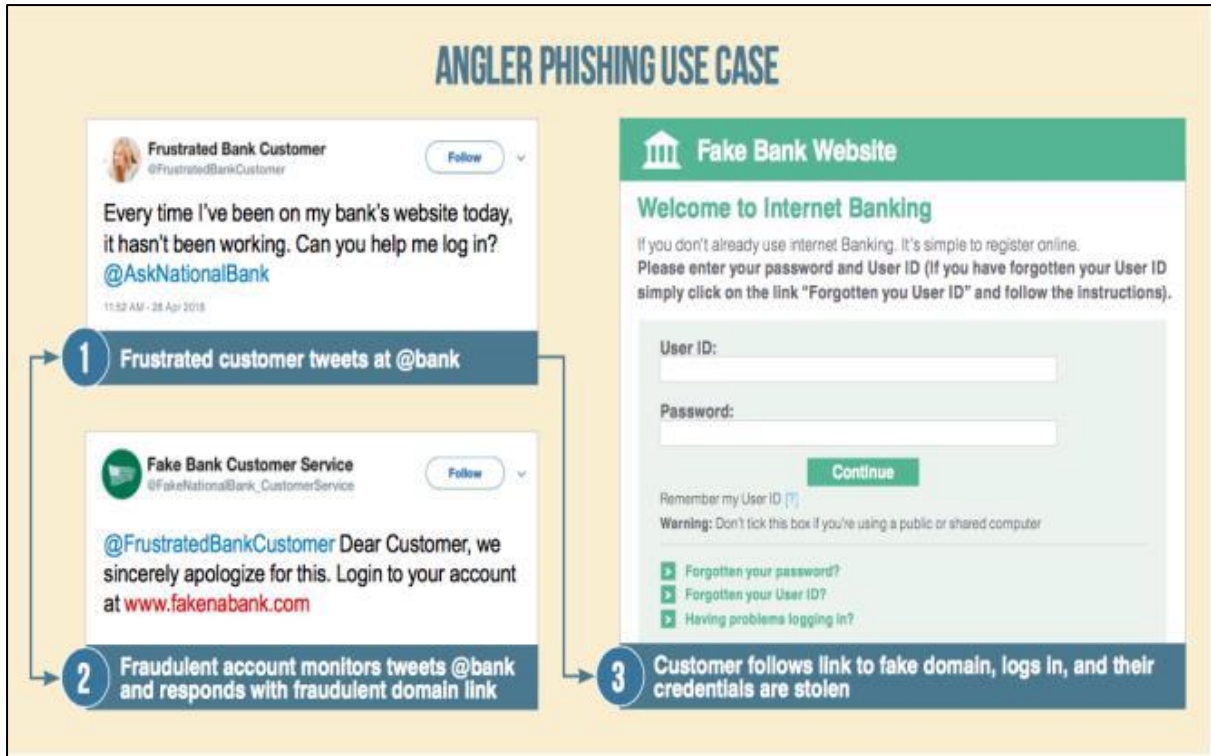 ANGLER PHISHING USE CASE
Frustrated Bank Customer
@FrustratedBankCustomer
Follow
Every time I've been on my bank's website today,
it hasn't been working. Can you help me log in?
@AskNationalBank
11:52 AM - 28 Apr 2018
1 Frustrated customer tweets at @bank
Fake Bank Customer Service
@FakeNationalBank_CustomerService
Follow
@FrustratedBankCustomer Dear Customer, we
sincerely apologize for this. Login to your account
at www.fakenabank.com
2 Fraudulent account monitors tweets @bank
and responds with fraudulent domain link
Fake Bank Website
Welcome to Internet Banking
If you don't already use internet Banking. It's simple to register online.
Please enter your password and User ID (If you have forgotten your User ID
simply click on the link "Forgotten you User ID" and follow the instructions).
User ID:
Password:
Continue
Remember my User ID [?]
Warning: Don't tick this box if you're using a public or shared computer
Forgotten your password?
Forgotten your User ID?
Having problems logging in?
3 Customer follows link to fake domain, logs in, and their
credentials are stolen